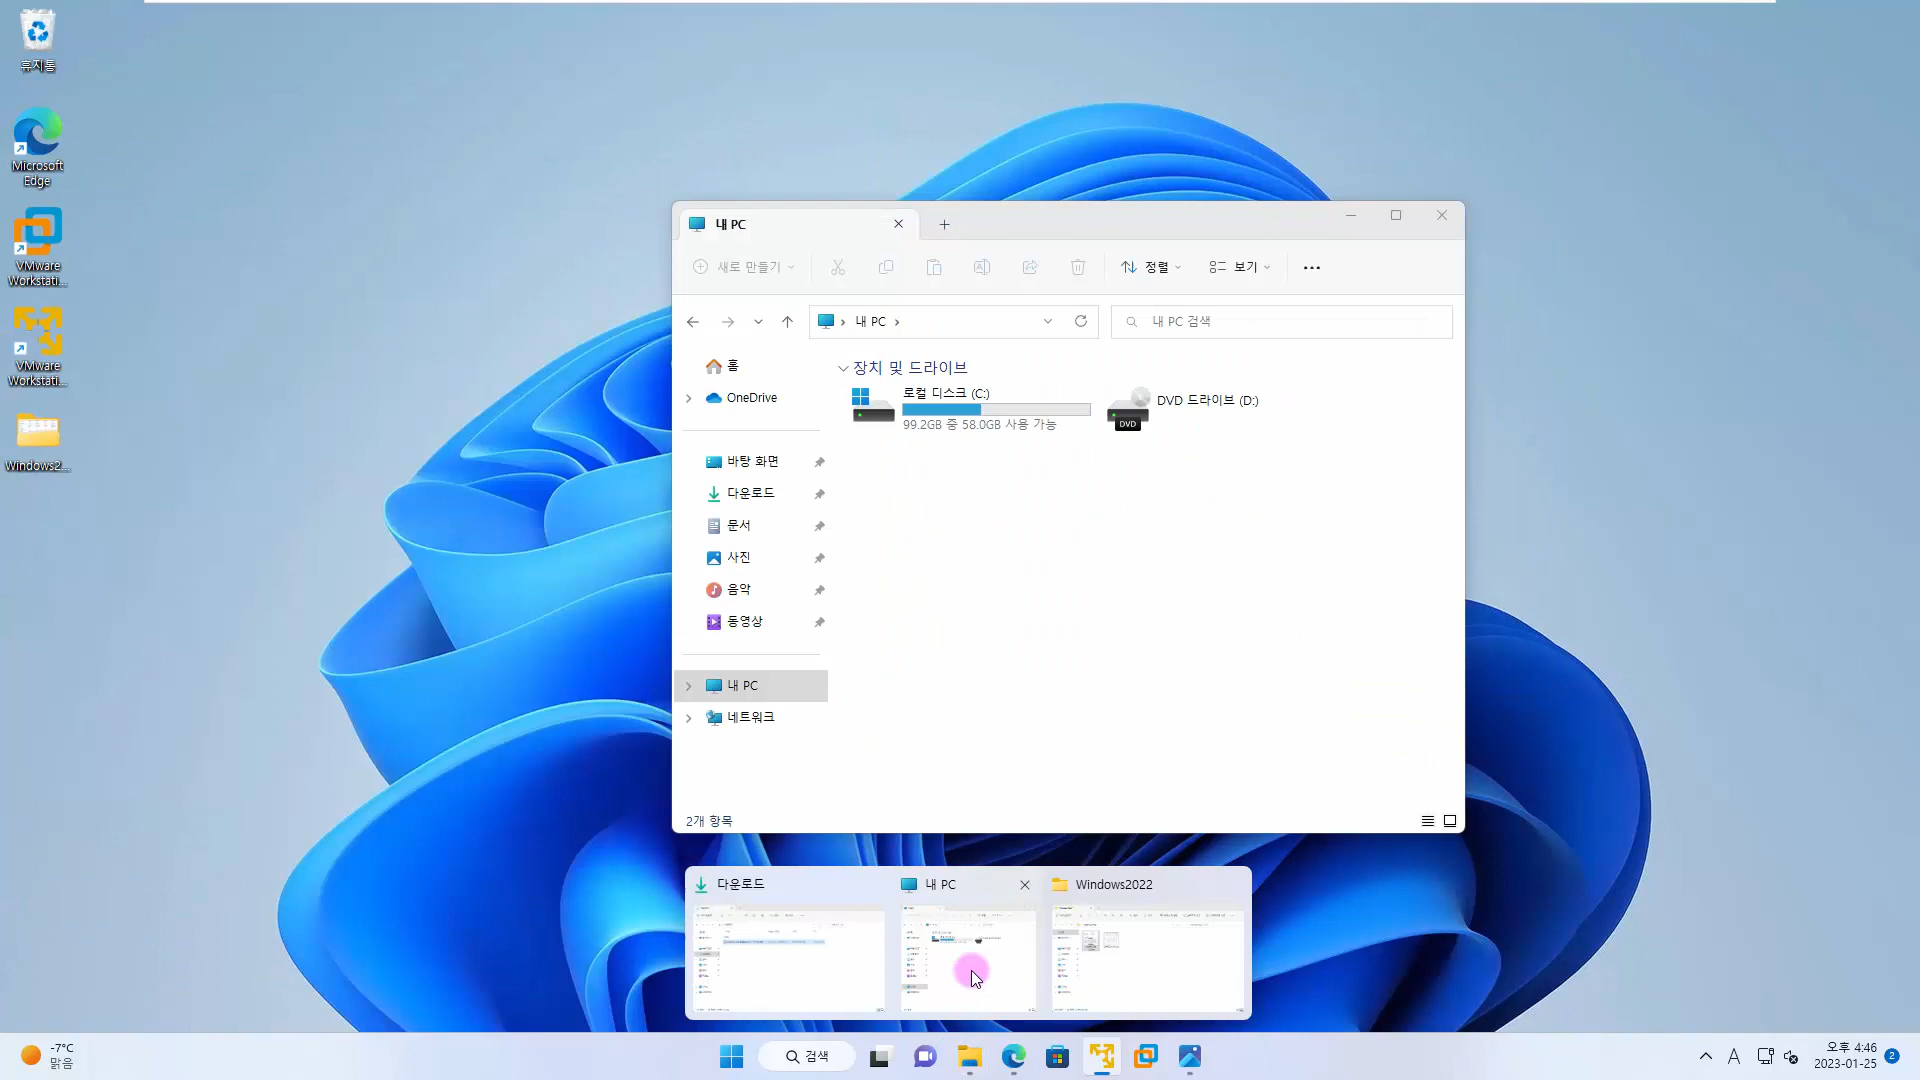 휴지통
Microsoft
Edge
VMware
Workstati...
VMware
Workstati...
Windows2...
내 PC
새로 만들기
정렬
보기
내 PC
내 PC 검색
홈
OneDrive
바탕 화면
다운로드
문서
사진
음악
동영상
내 PC
네트워크
장치 및 드라이브
로컬 디스크 (C:)
99.2GB 중 58.0GB 사용 가능
DVD 드라이브 (D:)
DVD
2개 항목
다운로드
내 PC
Windows2022
-7°C
맑음
검색
A
오후 4:46
2023-01-25
2